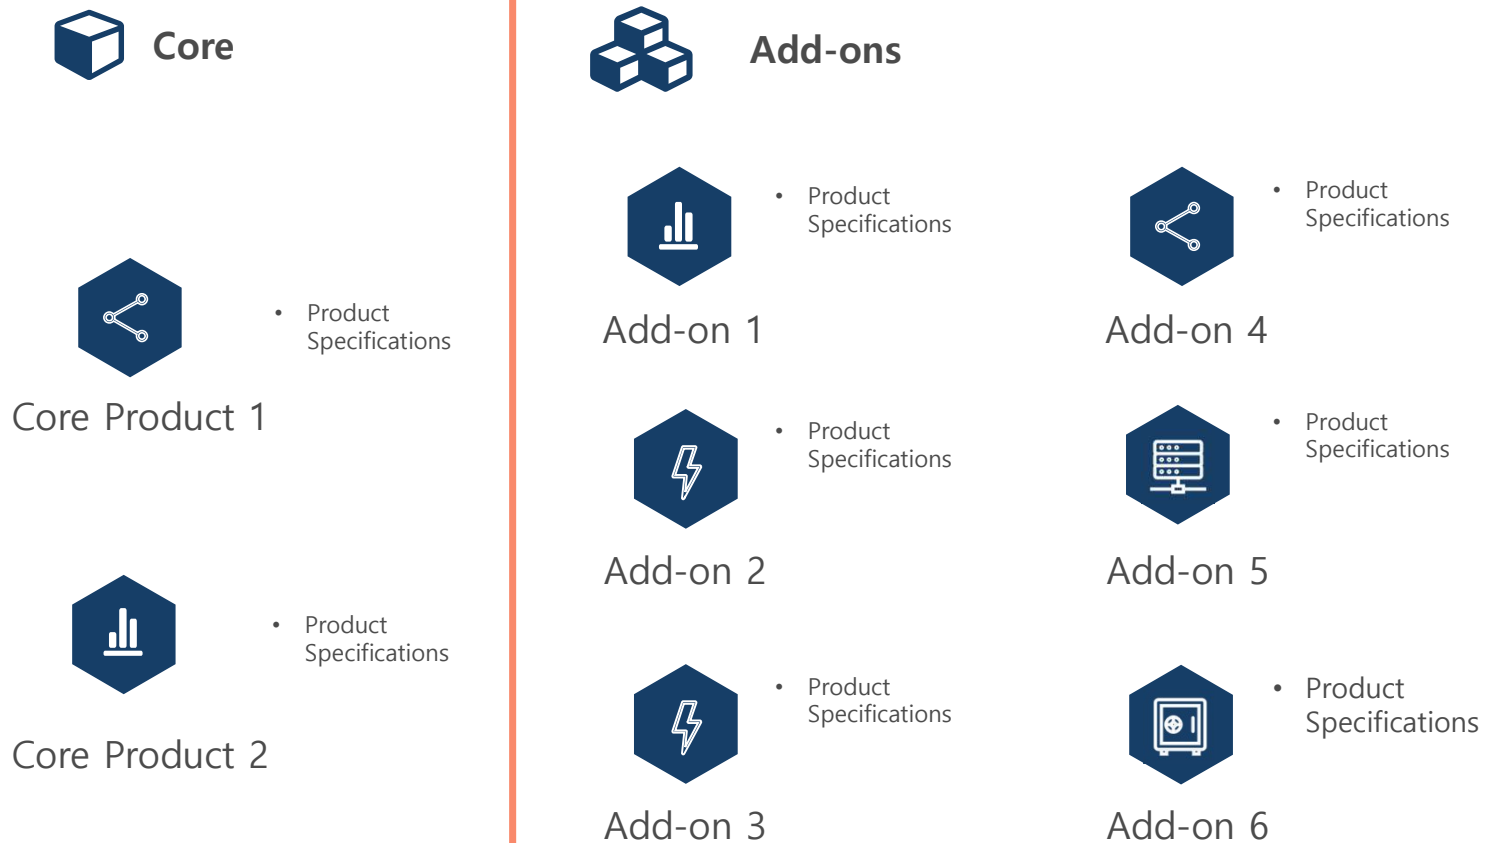 Core
• Product
Specifications
Core Product 1
• Product
Specifications
Core Product 2
Add-ons
• Product
Specifications
Add-on 1
• Product
Specifications
Add-on 2
• Product
Specifications
Add-on 3
• Product
Specifications
Add-on 4
• Product
Specifications
Add-on 5
• Product
Specifications
Add-on 6